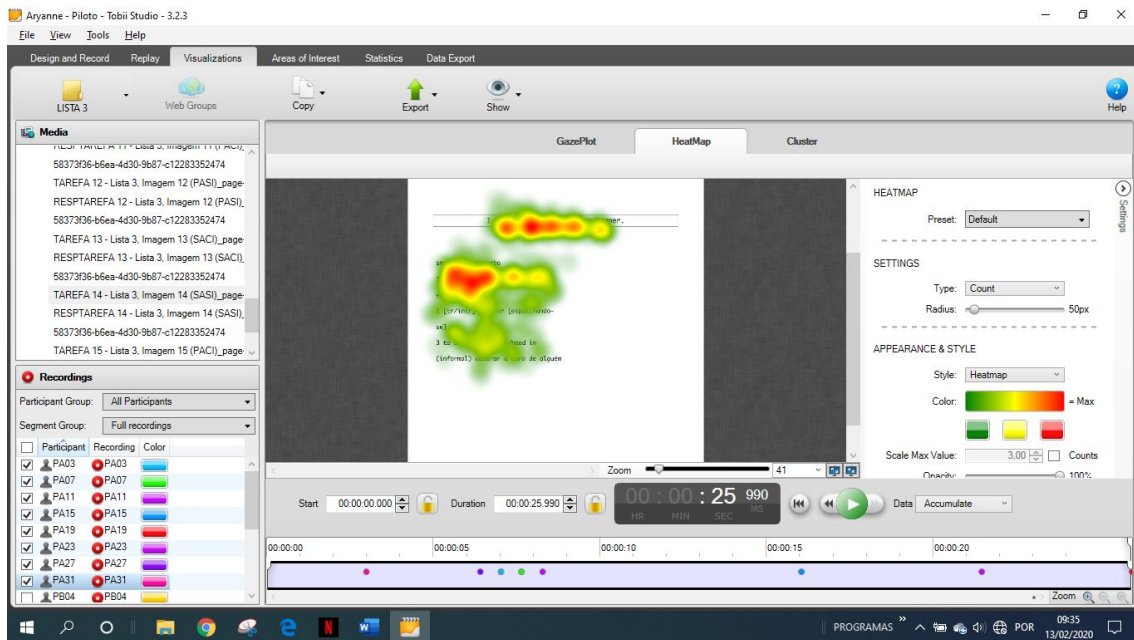 Aryanne - Piloto - Tobii Studio - 3.2.3
File View Tools Help
Design and Record Replay Visualizations Areas of Interest Statistics Data Export
LISTA 3 Web Groups Copy Export Show Help
Media
58373f36-b6ea-4d30-9b87-c12283352474
TAREFA 12 - Lista 3, Imagem 12 (PASI)_page-
RESPTAREFA 12 - Lista 3, Imagem 12 (PASI)_
58373f36-b6ea-4d30-9b87-c12283352474
TAREFA 13 - Lista 3, Imagem 13 (SACI)_page-
RESPTAREFA 13 - Lista 3, Imagem 13 (SACI)_
58373f36-b6ea-4d30-9b87-c12283352474
TAREFA 14 - Lista 3, Imagem 14 (SASI)_page-
RESPTAREFA 14 - Lista 3, Imagem 14 (SASI)_
58373f36-b6ea-4d30-9b87-c12283352474
TAREFA 15 - Lista 3, Imagem 15 (PACI)_page-
Recordings
Participant Group: All Participants
Segment Group: Full recordings
Participant Recording Color
PA03 PA03
PA07 PA07
PA11 PA11
PA15 PA15
PA19 PA19
PA23 PA23
PA27 PA27
PA31 PA31
PB04 PB04
GazePlot HeatMap Cluster
(informal) de alguém
Zoom 41
HEATMAP
Preset: Default
SETTINGS
Type: Count
Radius: 50px
APPEARANCE & STYLE
Style: Heatmap
Color: = Max
Scale Max Value: 3,00 Counts
Opacity: 100%
Settings
Start 00:00:00.000 Duration 00:00:25.990 00 : 00 : 25 990 Data Accumulate
HR MIN SEC MS
00:00:00 00:00:05 00:00:10 00:00:15 00:00:20
Zoom
PROGRAMAS POR 09:35
13/02/2020